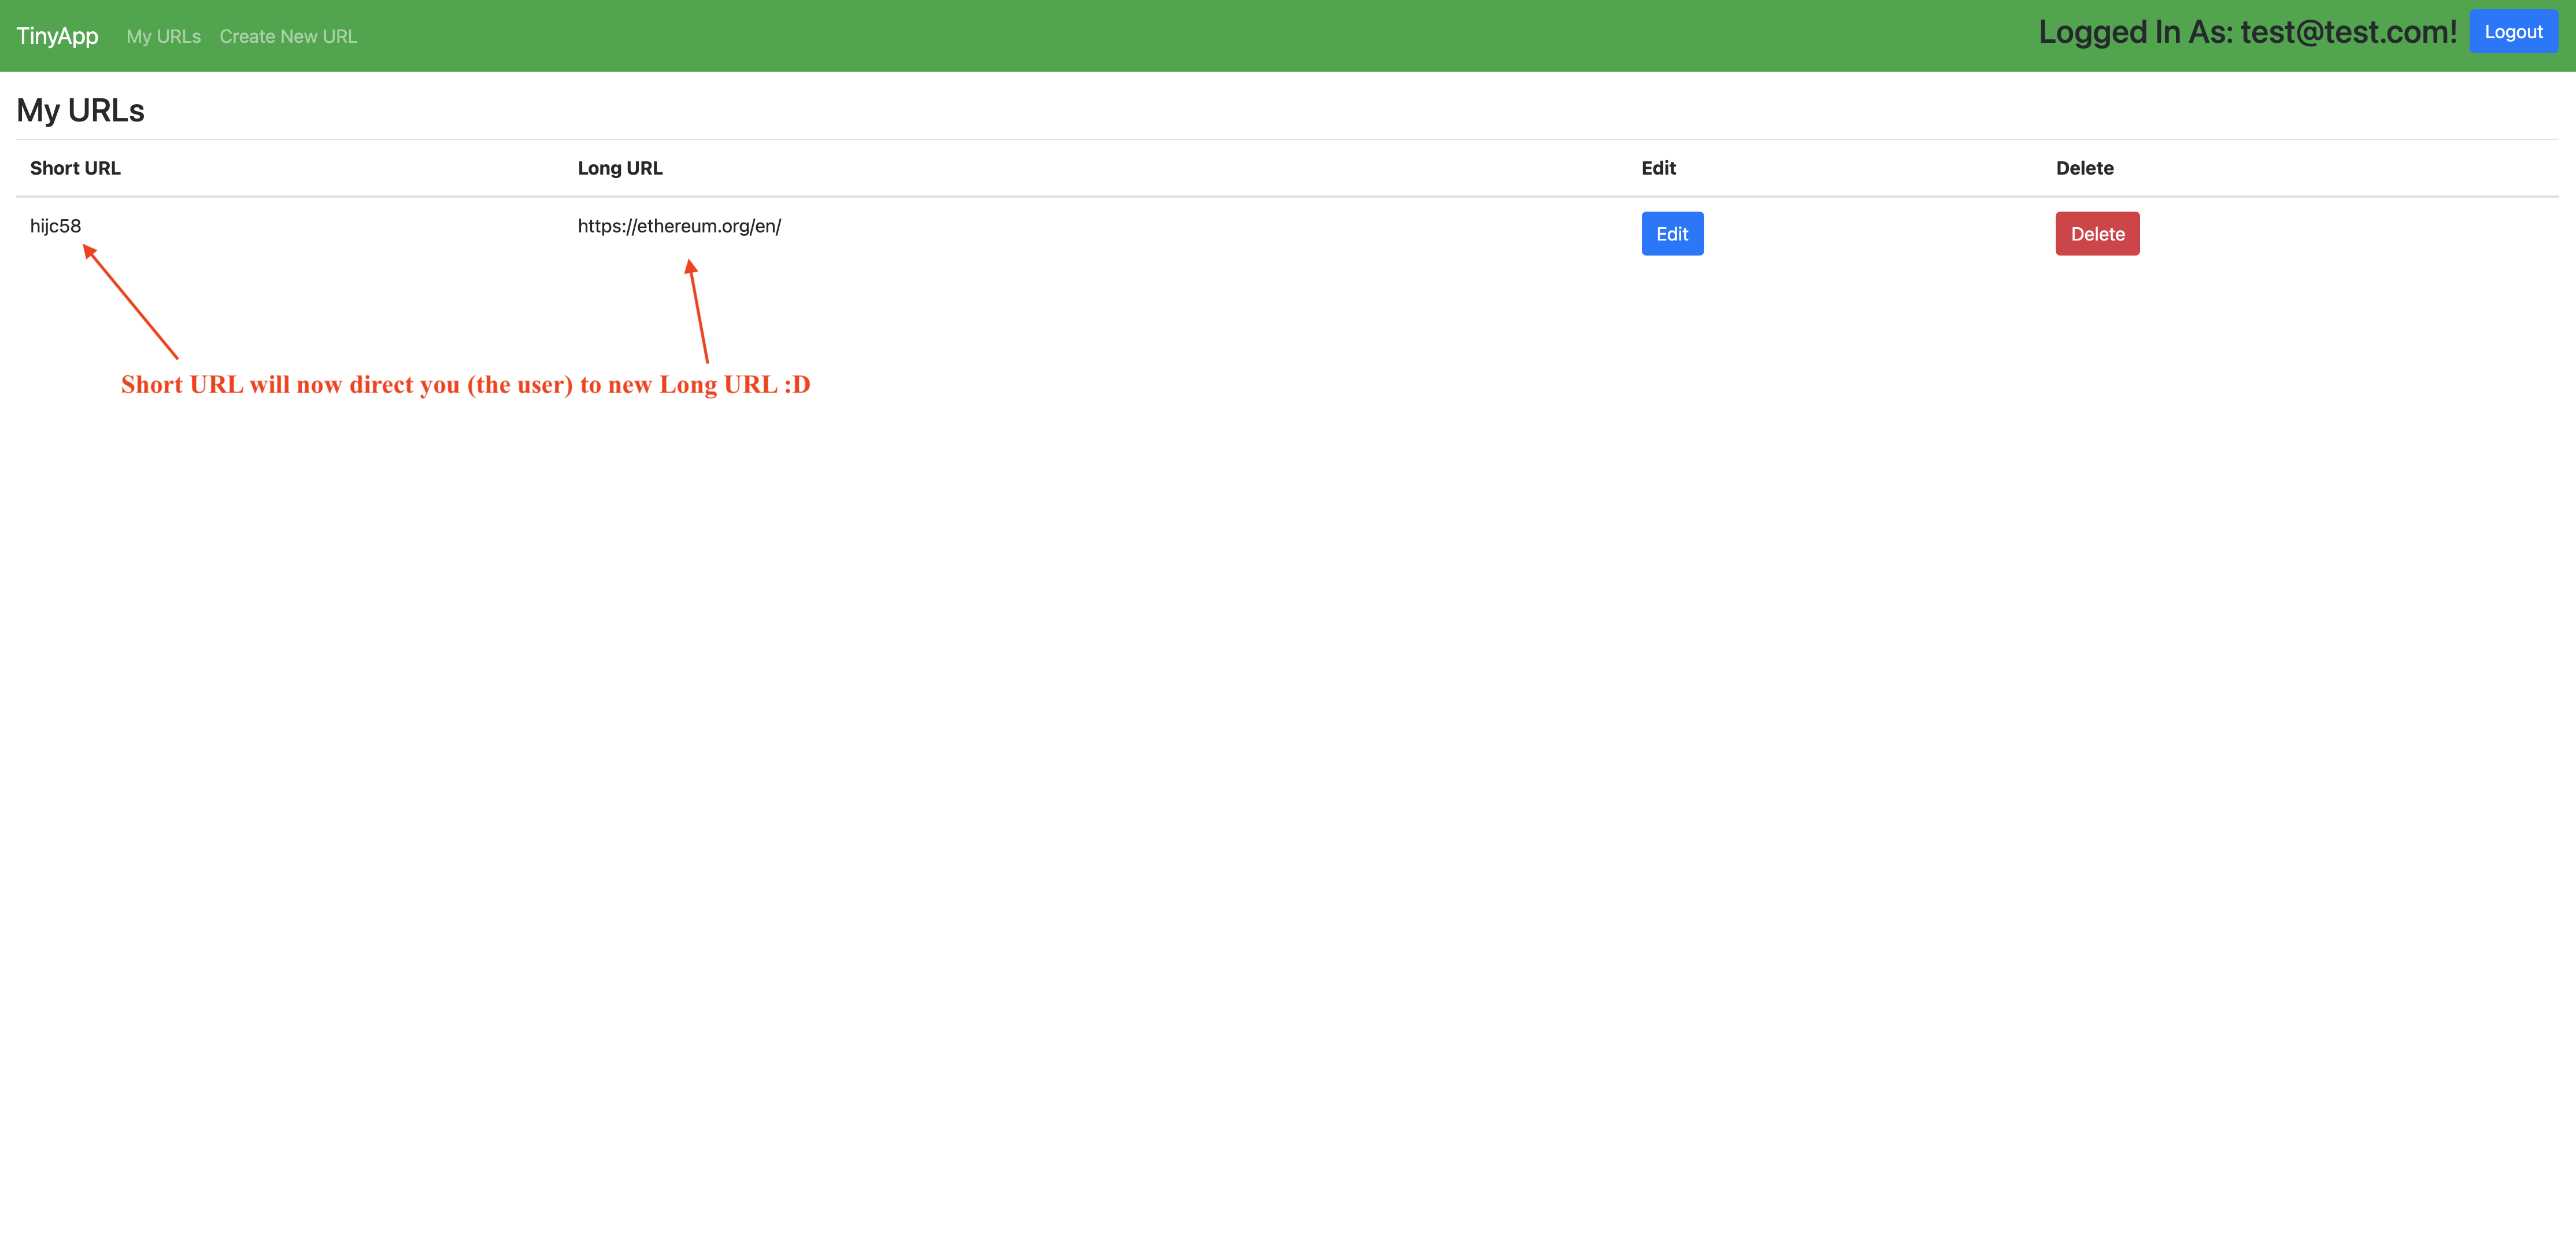 TinyApp My URLs Create New URL Logged In As: test@test.com! Logout
My URLs
Short URL Long URL Edit Delete
hijc58 https://ethereum.org/en/ Edit Delete
Short URL will now direct you (the user) to new Long URL :D